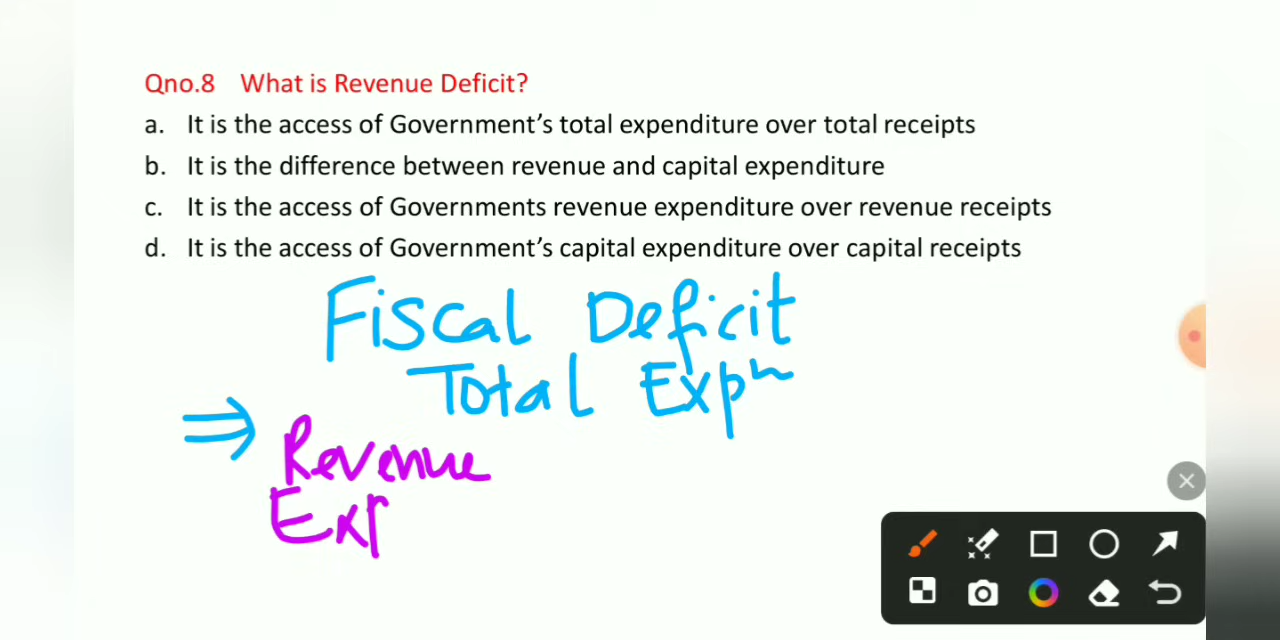 Qno.8 What is Revenue Deficit?
a. It is the access of Government's total expenditure over total receipts
b. It is the difference between revenue and capital expenditure
c. It is the access of Governments revenue expenditure over revenue receipts
d. It is the access of Government's capital expenditure over capital receipts
Fiscal Deficit
Total Expn
⇒ Revenue
Exp